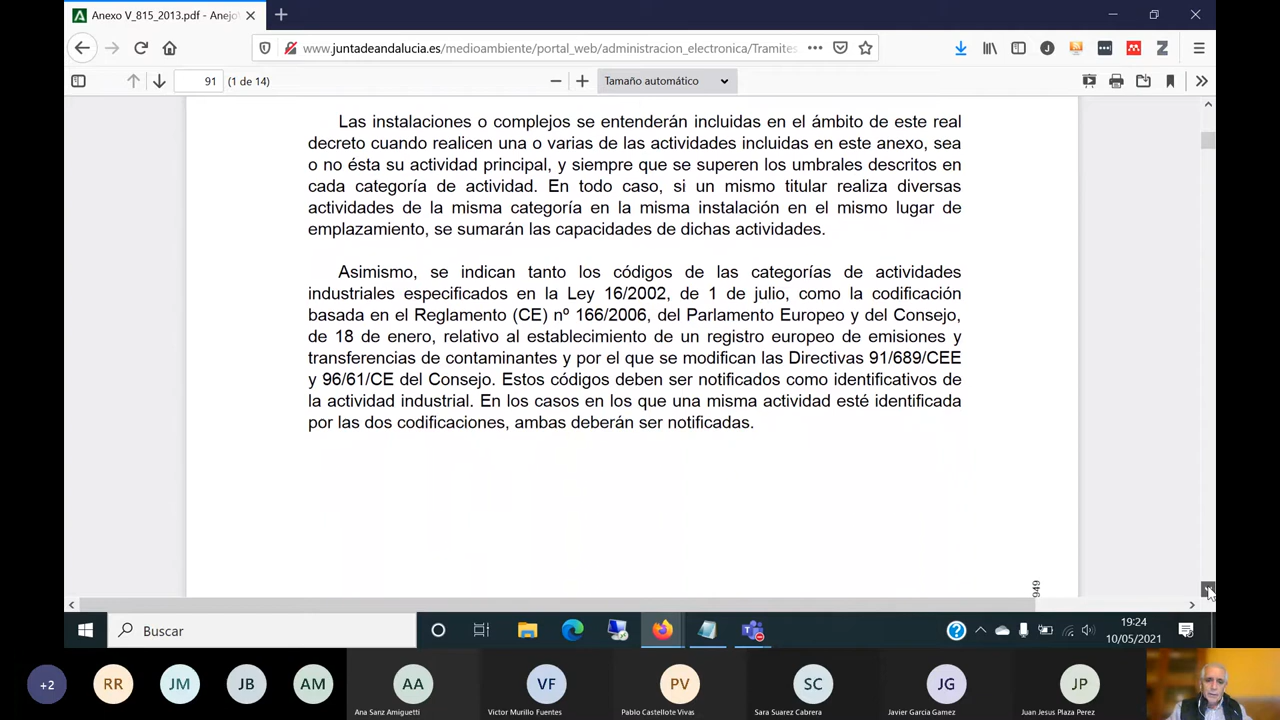 Anexo V_815_2013.pdf - Anejo
www.juntadeandalucia.es/medioambiente/portal_web/administracion_electronica/Tramites
91 (1 de 14)
Tamaño automático
Las instalaciones o complejos se entenderán incluidas en el ámbito de este real
decreto cuando realicen una o varias de las actividades incluidas en este anexo, sea
o no ésta su actividad principal, y siempre que se superen los umbrales descritos en
cada categoría de actividad. En todo caso, si un mismo titular realiza diversas
actividades de la misma categoría en la misma instalación en el mismo lugar de
emplazamiento, se sumarán las capacidades de dichas actividades.
Asimismo, se indican tanto los códigos de las categorías de actividades
industriales especificados en la Ley 16/2002, de 1 de julio, como la codificación
basada en el Reglamento (CE) nº 166/2006, del Parlamento Europeo y del Consejo,
de 18 de enero, relativo al establecimiento de un registro europeo de emisiones y
transferencias de contaminantes y por el que se modifican las Directivas 91/689/CEE
y 96/61/CE del Consejo. Estos códigos deben ser notificados como identificativos de
la actividad industrial. En los casos en los que una misma actividad esté identificada
por las dos codificaciones, ambas deberán ser notificadas.
949
Buscar
19:24
10/05/2021
+2
RR
JM
JB
AM
AA
VF
PV
SC
JG
JP
Ana Sanz Amiguetti
Victor Murillo Fuentes
Pablo Castellote Vivas
Sara Suarez Cabrera
Javier Garcia Gamez
Juan Jesus Plaza Perez